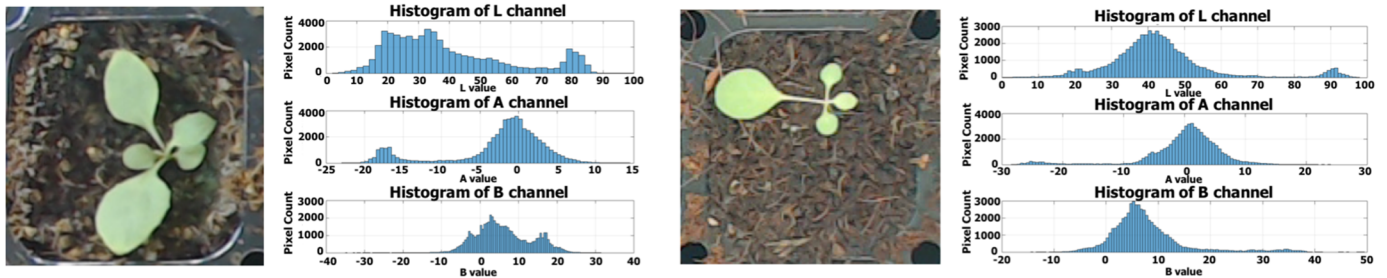 Histogram of L channel
Pixel Count
4000
2000
0
0 10 20 30 40 50 60 70 80 90 100
L value
Histogram of A channel
Pixel Count
4000
2000
0
-25 -20 -15 -10 -5 0 5 10 15
A value
Histogram of B channel
Pixel Count
3000
2000
1000
0
-40 -30 -20 -10 0 10 20 30 40
B value
Histogram of L channel
Pixel Count
3000
2000
1000
0
0 10 20 30 40 50 60 70 80 90 100
L value
Histogram of A channel
Pixel Count
4000
2000
0
-30 -20 -10 0 10 20 30
A value
Histogram of B channel
Pixel Count
3000
2000
1000
0
-20 -10 0 10 20 30 40 50
B value